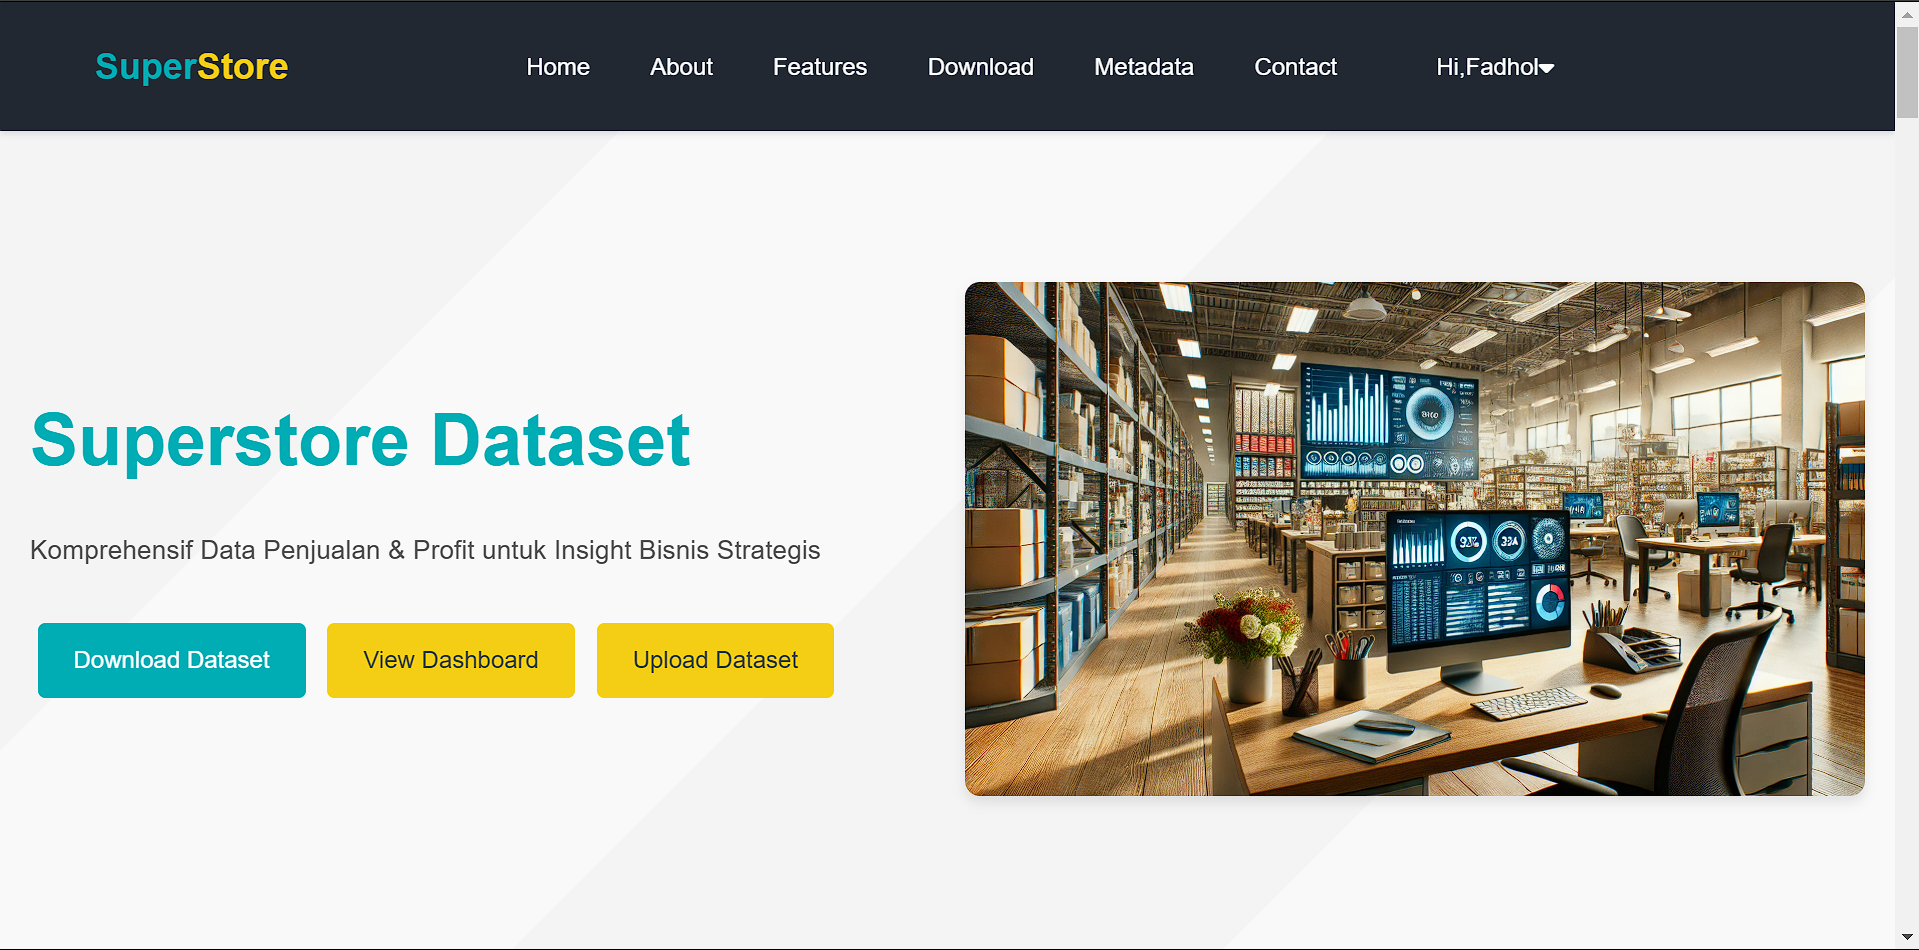 SuperStore
Home
About
Features
Download
Metadata
Contact
Hi,Fadhol
Superstore Dataset
Komprehensif Data Penjualan & Profit untuk Insight Bisnis Strategis
Download Dataset
View Dashboard
Upload Dataset